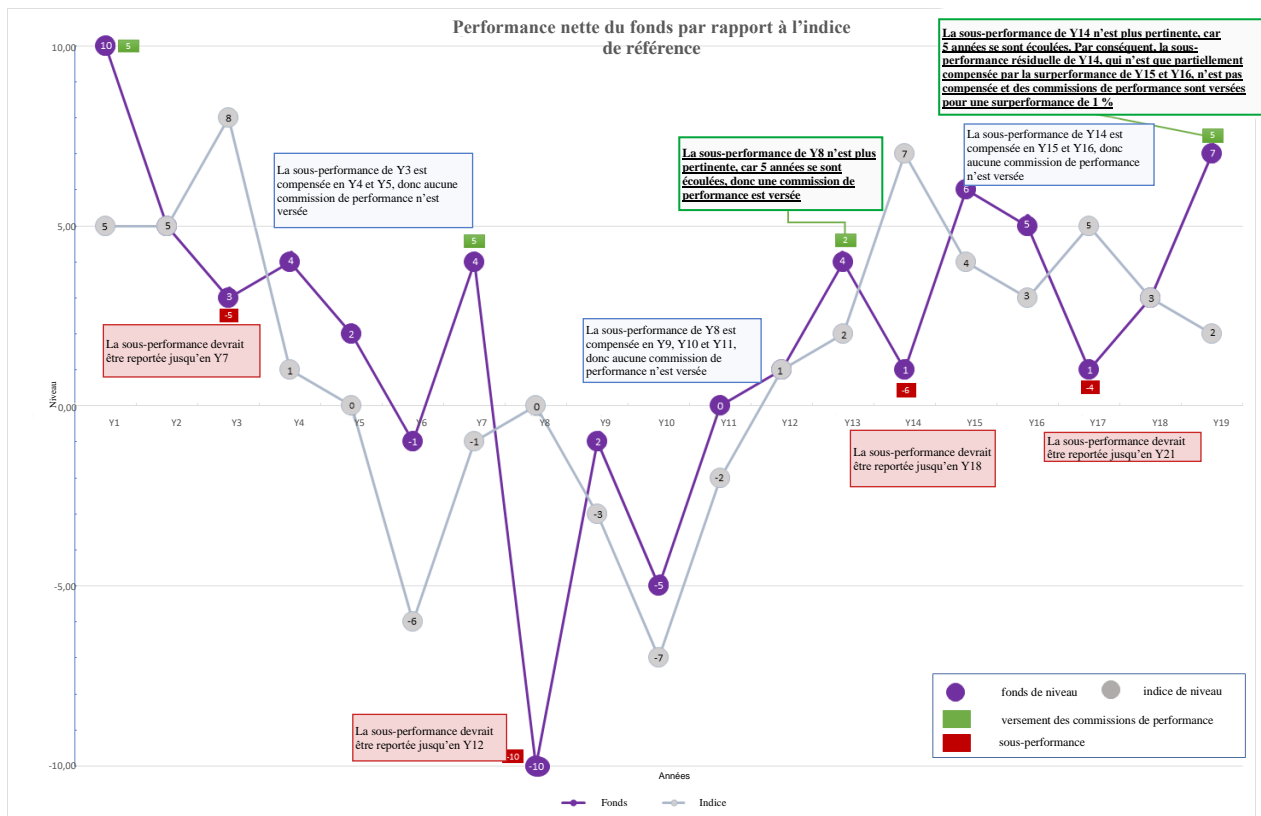 Performance nette du fonds par rapport à l’indice
de référence
La sous-performance de Y14 n’est plus pertinente, car
5 années se sont écoulées. Par conséquent, la sous-
performance résiduelle de Y14, qui n’est que partiellement
compensée par la surperformance de Y15 et Y16, n’est pas
compensée et des commissions de performance sont versées
pour une surperformance de 1 %
La sous-performance de Y3 est
compensée en Y4 et Y5, donc aucune
commission de performance n’est
versée
La sous-performance de Y8 n’est plus
pertinente, car 5 années se sont
écoulées, donc une commission de
performance est versée
La sous-performance de Y14 est
compensée en Y15 et Y16, donc
aucune commission de performance
n’est versée
La sous-performance devrait
être reportée jusqu’en Y7
La sous-performance de Y8 est
compensée en Y9, Y10 et Y11,
donc aucune commission de
performance n’est versée
La sous-performance devrait
être reportée jusqu’en Y18
La sous-performance devrait
être reportée jusqu’en Y21
La sous-performance devrait
être reportée jusqu’en Y12
10,00
5,00
0,00
-5,00
-10,00
Niveau
Y1 Y2 Y3 Y4 Y5 Y6 Y7 Y8 Y9 Y10 Y11 Y12 Y13 Y14 Y15 Y16 Y17 Y18 Y19
Années
10 5 3 4 2 -1 4 -10 2 -5 0 1 4 1 6 5 1 3 7
5 5 8 1 0 -6 -1 0 -3 -7 -2 1 2 7 4 3 5 3 2
5 5 2 5
-5 -10 -6 -4
fonds de niveau
indice de niveau
versement des commissions de performance
sous-performance
Fonds
Indice